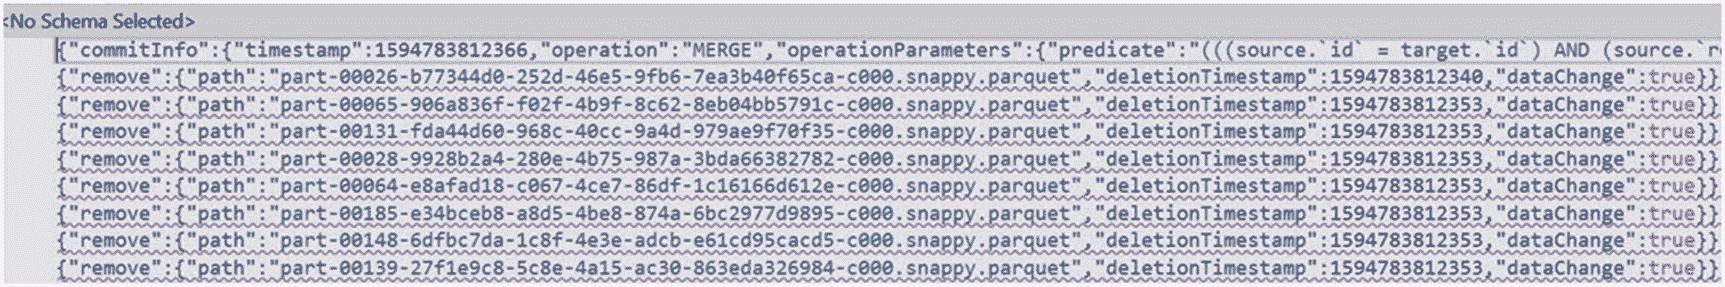 <No Schema Selected>
{"commitInfo":{"timestamp":1594783812366,"operation":"MERGE","operationParameters":{"predicate":"(((source.`id` = target.`id`) AND (source.`r
{"remove":{"path":"part-00026-b77344d0-252d-46e5-9fb6-7ea3b40f65ca-c000.snappy.parquet","deletionTimestamp":1594783812340,"dataChange":true}}
{"remove":{"path":"part-00065-906a836f-f02f-4b9f-8c62-8eb04bb5791c-c000.snappy.parquet","deletionTimestamp":1594783812353,"dataChange":true}}
{"remove":{"path":"part-00131-fda44d60-968c-40cc-9a4d-979ae9f70f35-c000.snappy.parquet","deletionTimestamp":1594783812353,"dataChange":true}}
{"remove":{"path":"part-00028-9928b2a4-280e-4b75-987a-3bda66382782-c000.snappy.parquet","deletionTimestamp":1594783812353,"dataChange":true}}
{"remove":{"path":"part-00064-e8afad18-c067-4ce7-86df-1c16166d612e-c000.snappy.parquet","deletionTimestamp":1594783812353,"dataChange":true}}
{"remove":{"path":"part-00185-e34bceb8-a8d5-4be8-874a-6bc2977d9895-c000.snappy.parquet","deletionTimestamp":1594783812353,"dataChange":true}}
{"remove":{"path":"part-00148-6dfbc7da-1c8f-4e3e-adcb-e61cd95cacd5-c000.snappy.parquet","deletionTimestamp":1594783812353,"dataChange":true}}
{"remove":{"path":"part-00139-27f1e9c8-5c8e-4a15-ac30-863eda326984-c000.snappy.parquet","deletionTimestamp":1594783812353,"dataChange":true}}